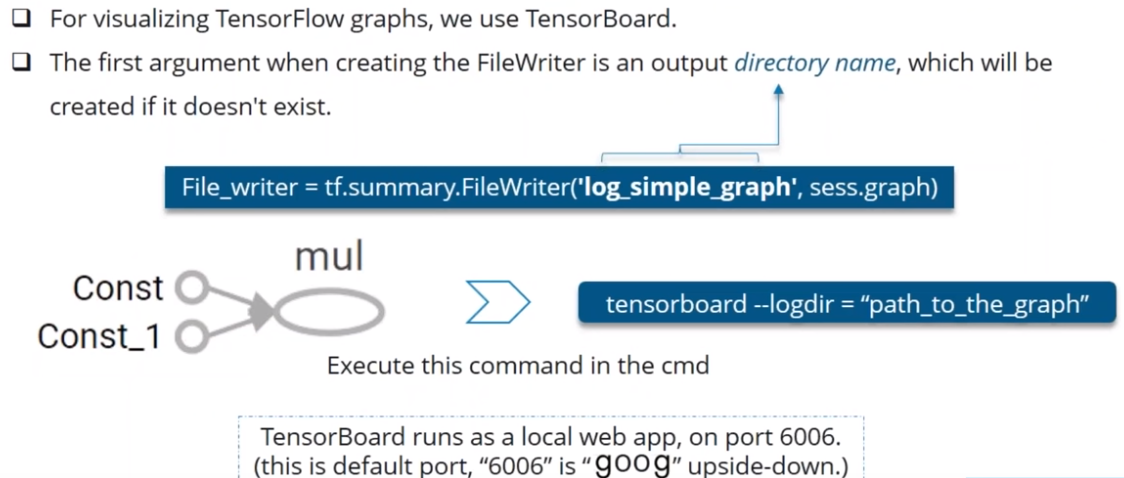 For visualizing TensorFlow graphs, we use TensorBoard.
The first argument when creating the FileWriter is an output directory name, which will be
created if it doesn't exist.
File_writer = tf.summary.FileWriter('log_simple_graph', sess.graph)
mul
Const
Const_1
tensorboard --logdir = “path_to_the_graph”
Execute this command in the cmd
TensorBoard runs as a local web app, on port 6006.
(this is default port, “6006” is “goog” upside-down.)